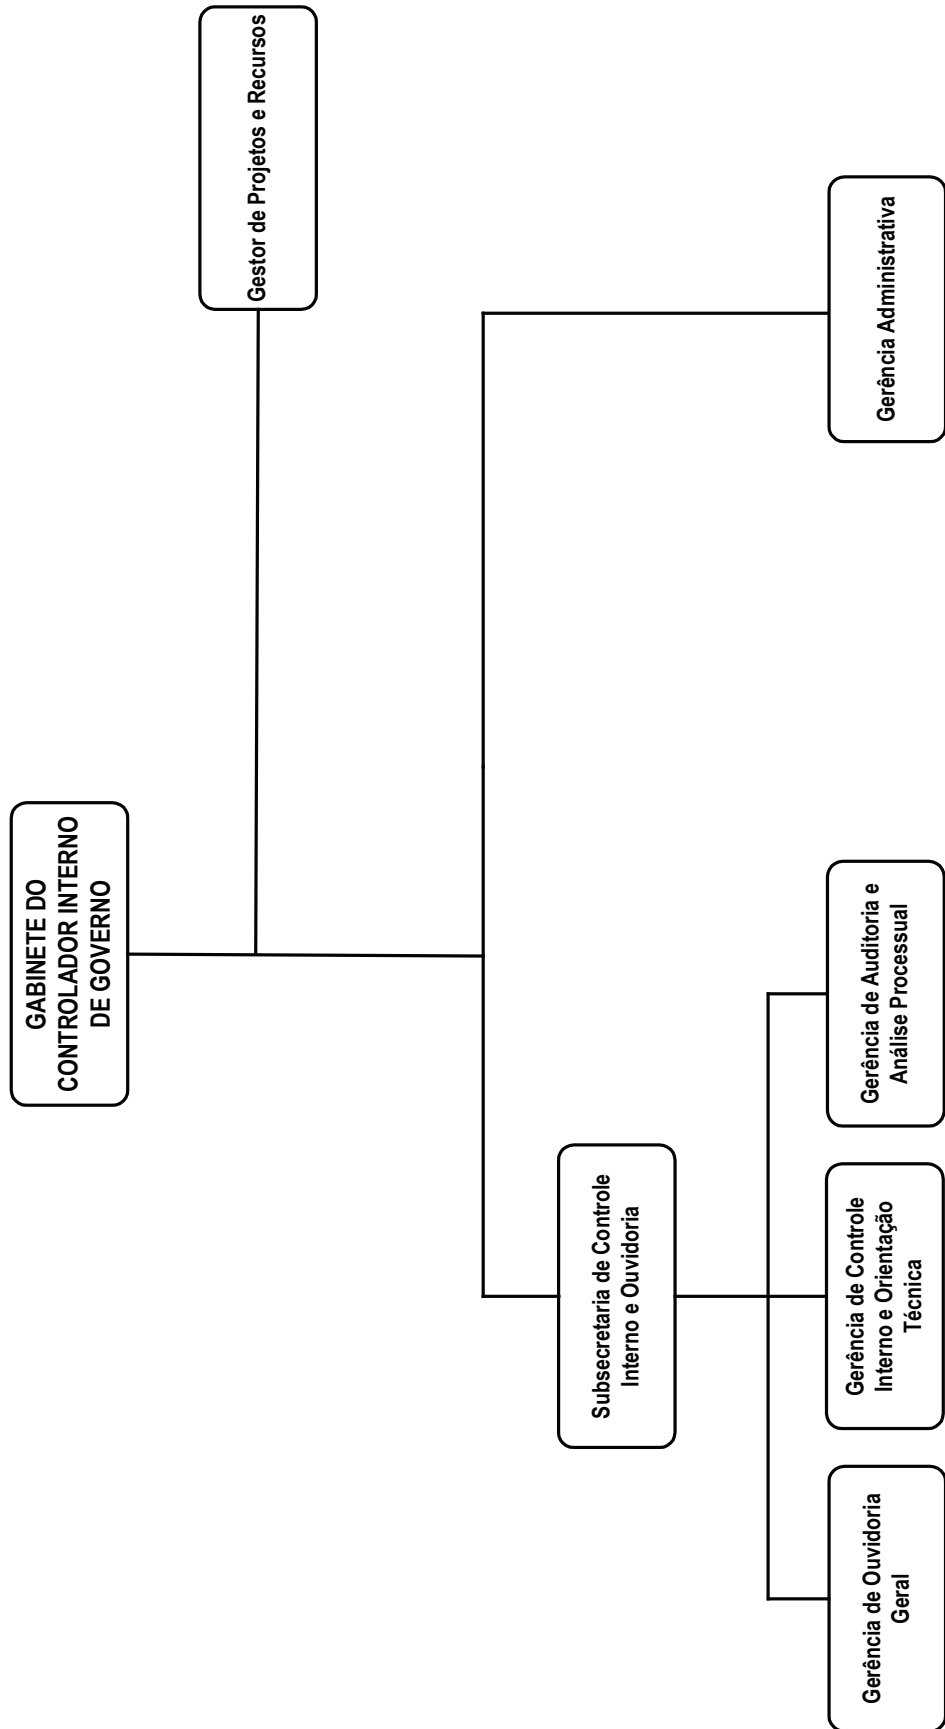 GABINETE DO
CONTROLADOR INTERNO
DE GOVERNO
Gestor de Projetos e Recursos
Subsecretaria de Controle
Interno e Ouvidoria
Gerência de Ouvidoria
Geral
Gerência de Controle
Interno e Orientação
Técnica
Gerência de Auditoria e
Análise Processual
Gerência Administrativa